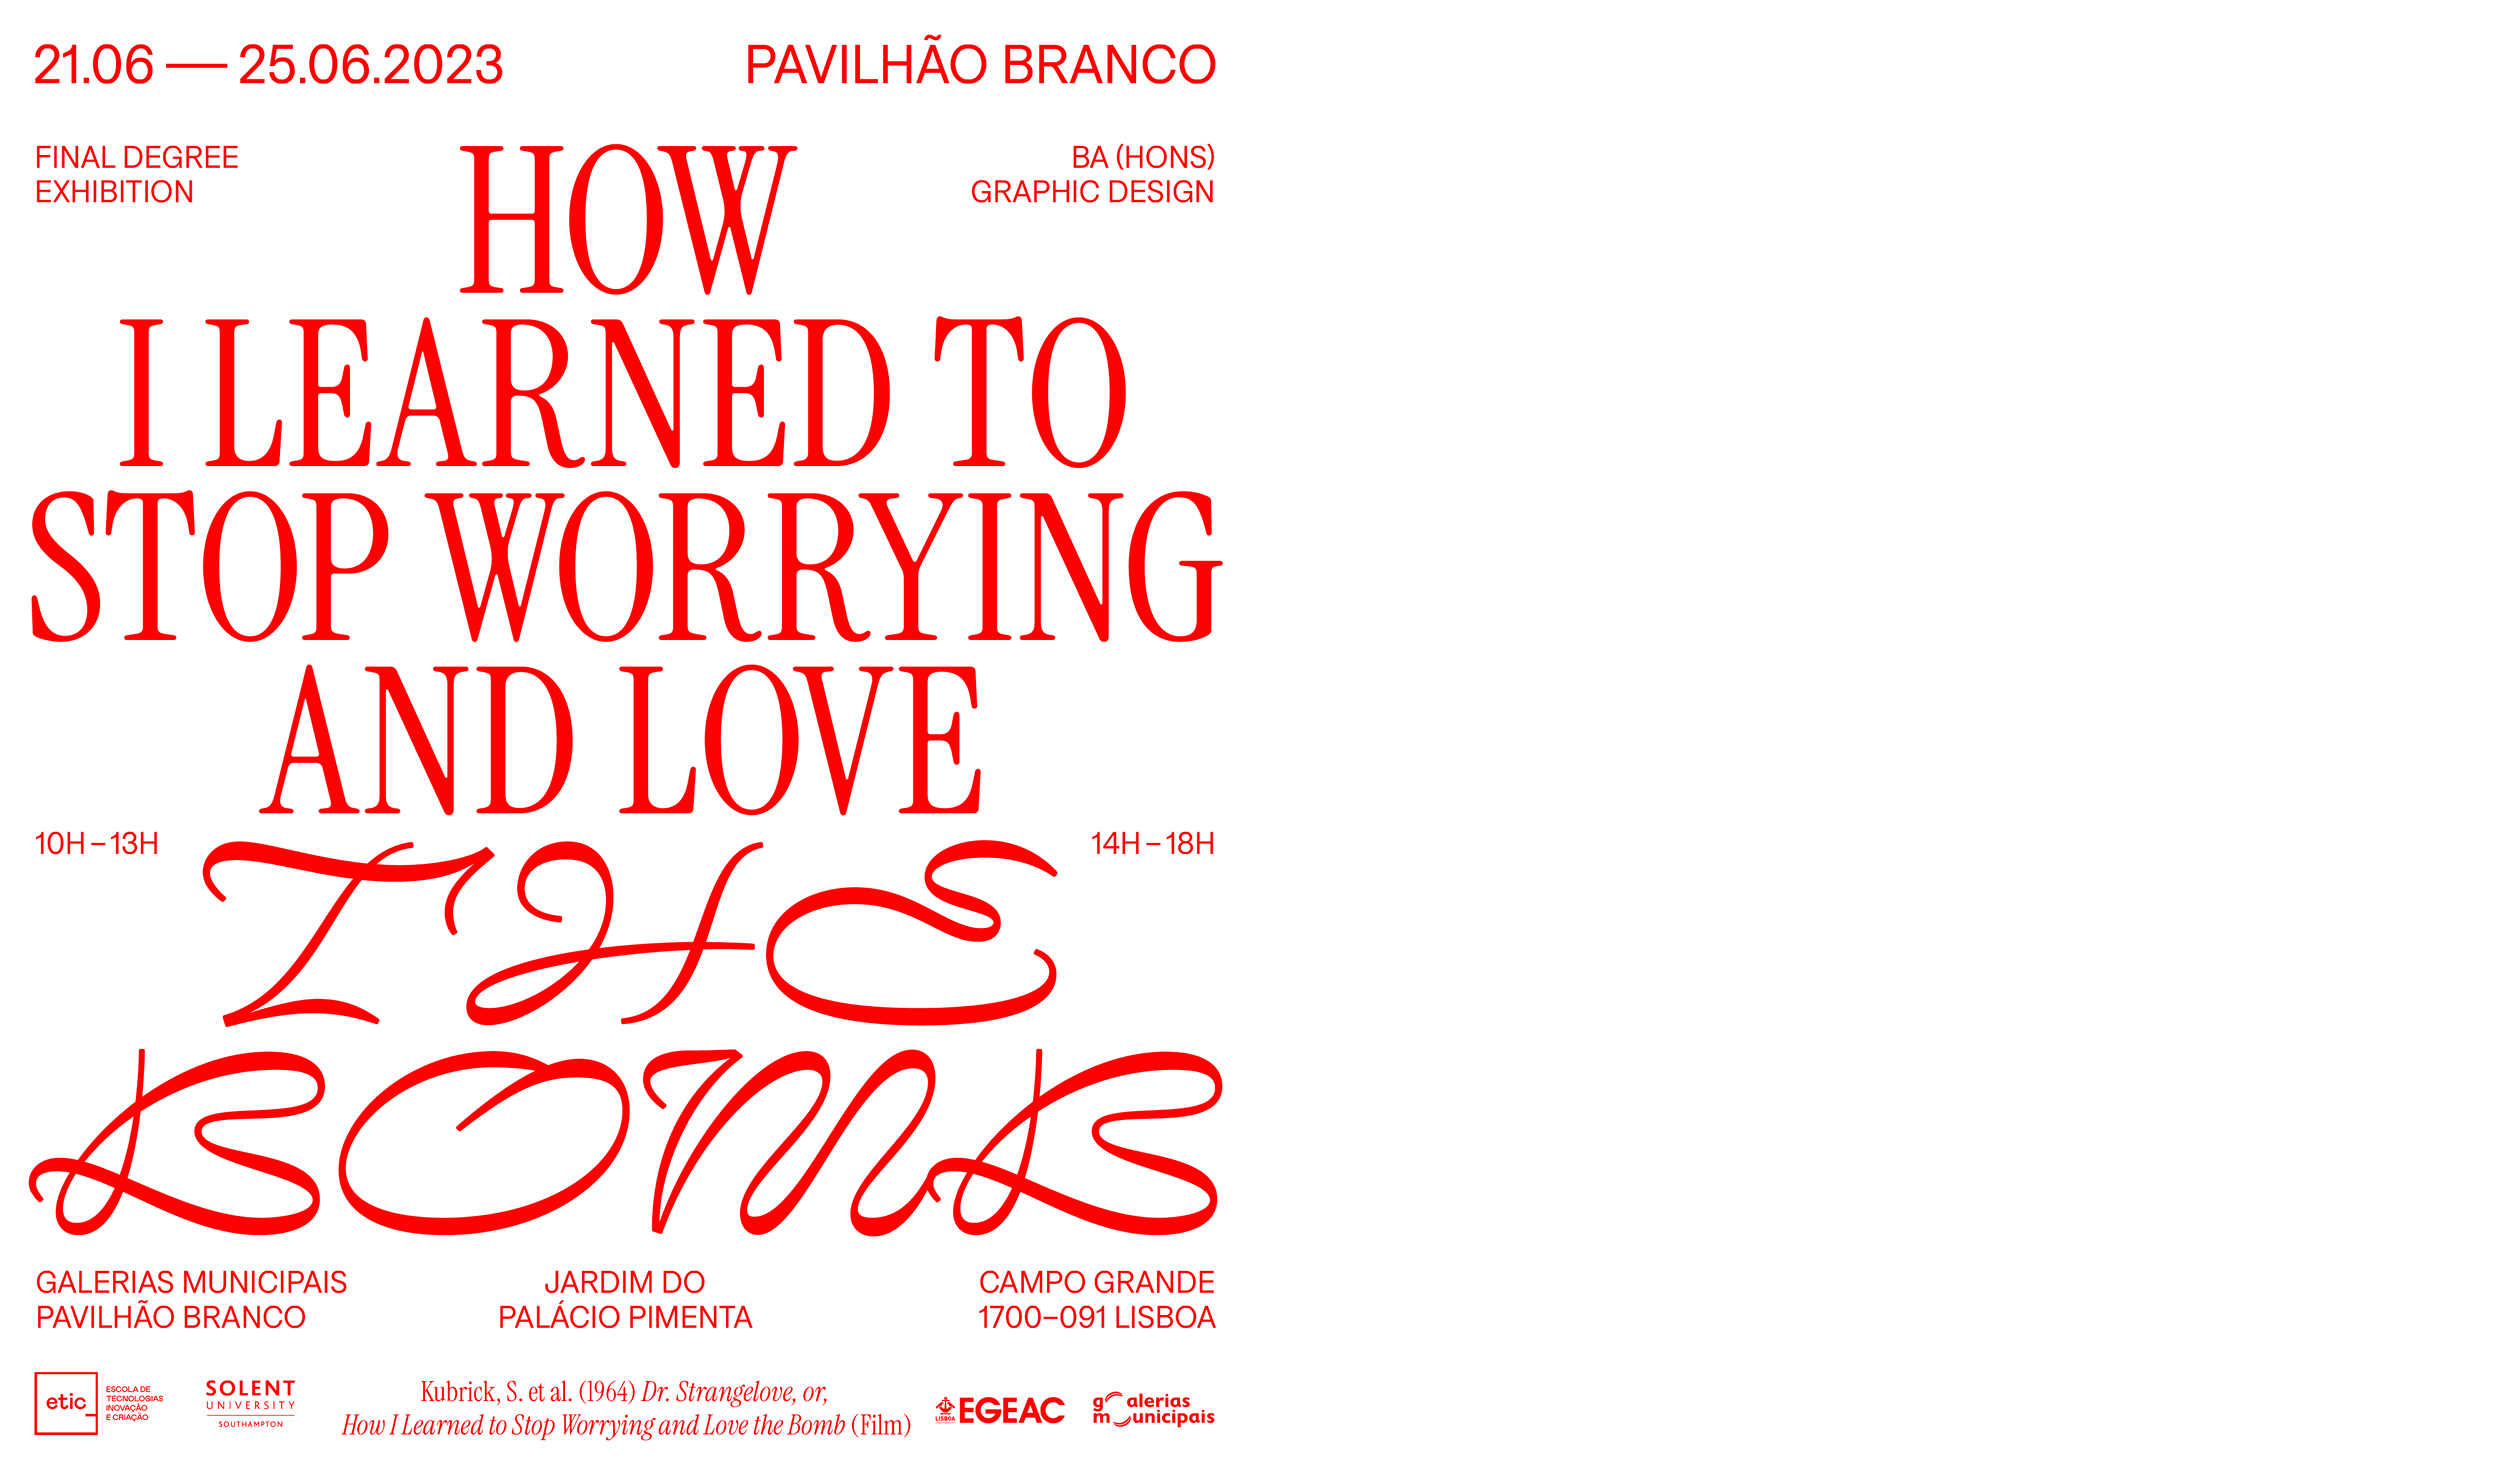 21.06 — 25.06.2023
PAVILHÃO BRANCO
FINAL DEGREE
EXHIBITION
BA (HONS)
GRAPHIC DESIGN
HOW
I LEARNED TO
STOP WORRYING
AND LOVE
10H – 13H
14H – 18H
THE
BOMB
GALERIAS MUNICIPAIS
PAVILHÃO BRANCO
JARDIM DO
PALÁCIO PIMENTA
CAMPO GRANDE
1700–091 LISBOA
etic_
ESCOLA DE
TECNOLOGIAS
INOVAÇÃO
E CRIAÇÃO
SOLENT
UNIVERSITY
SOUTHAMPTON
Kubrick, S. et al. (1964) Dr. Strangelove, or,
How I Learned to Stop Worrying and Love the Bomb (Film)
LISBOA
EGEAC
galerias
municipais